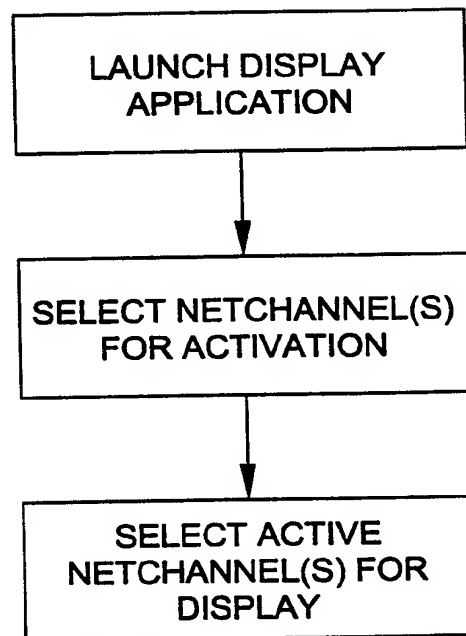 LAUNCH DISPLAY
APPLICATION
SELECT NETCHANNEL(S)
FOR ACTIVATION
SELECT ACTIVE
NETCHANNEL(S) FOR
DISPLAY